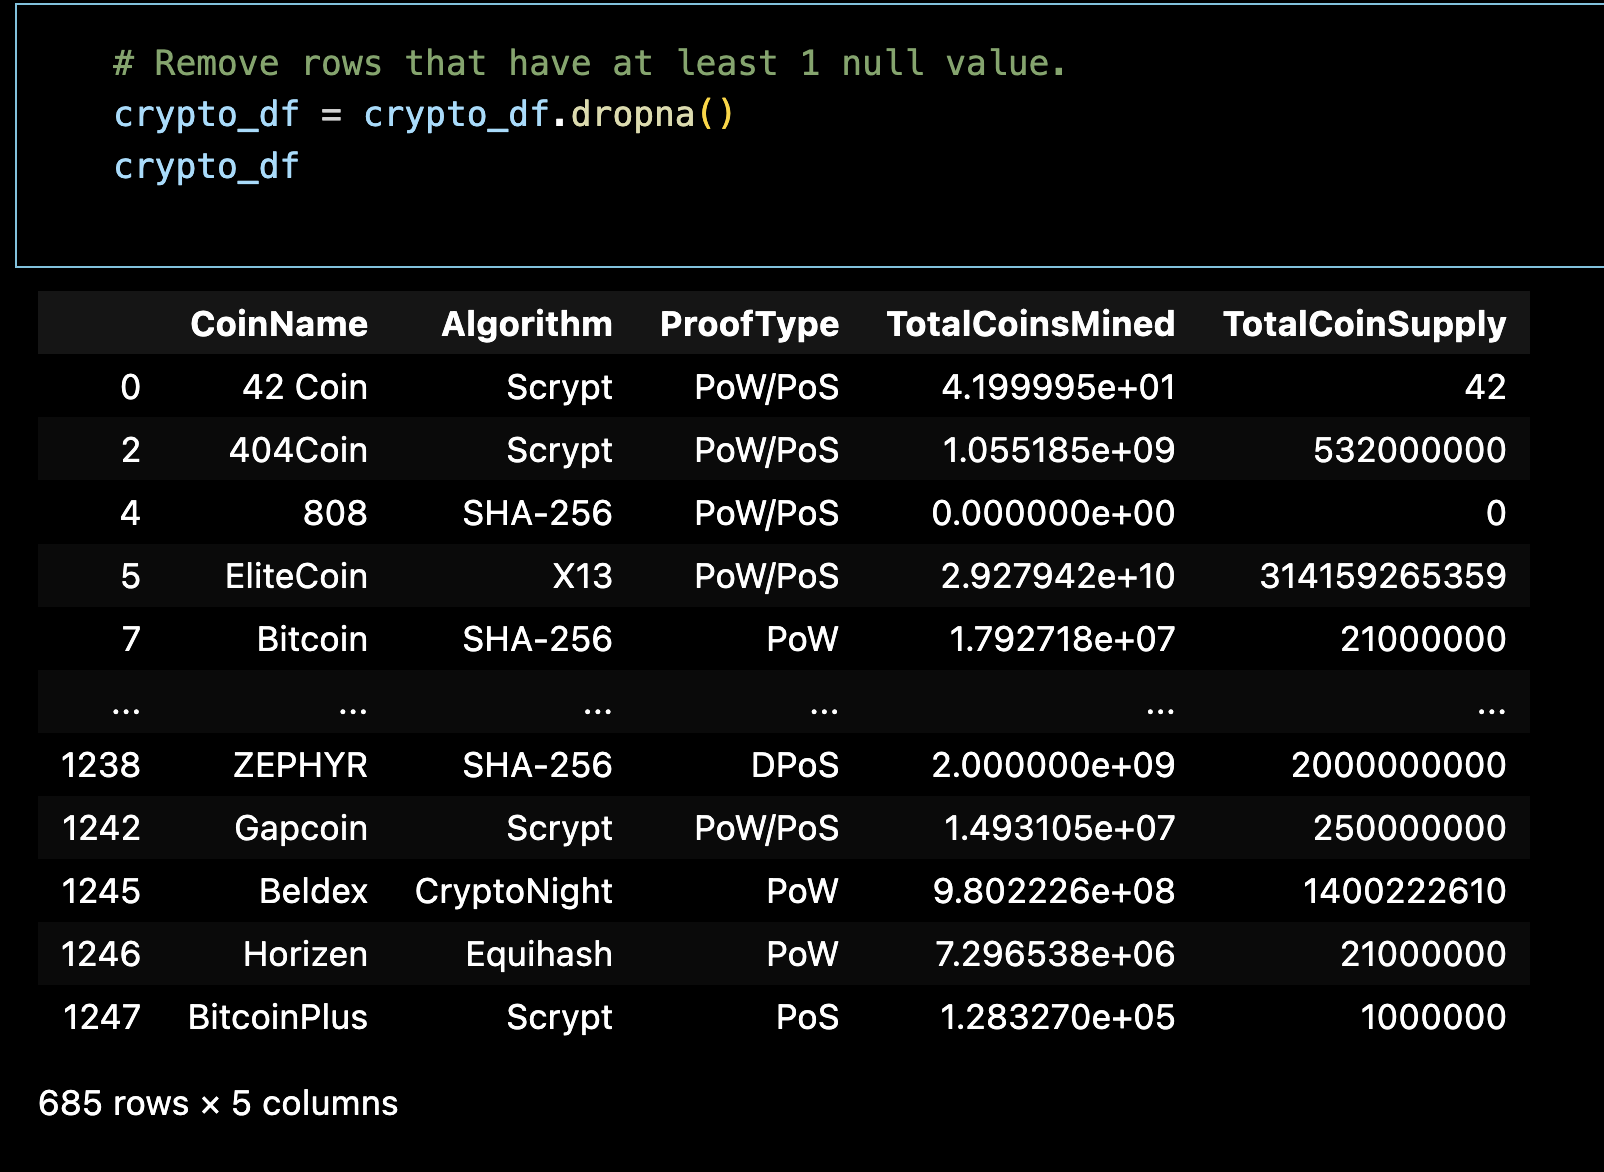 # Remove rows that have at least 1 null value.
crypto_df = crypto_df.dropna()
crypto_df
CoinName Algorithm ProofType TotalCoinsMined TotalCoinSupply
0 42 Coin Scrypt PoW/PoS 4.199995e+01 42
2 404Coin Scrypt PoW/PoS 1.055185e+09 532000000
4 808 SHA-256 PoW/PoS 0.000000e+00 0
5 EliteCoin X13 PoW/PoS 2.927942e+10 314159265359
7 Bitcoin SHA-256 PoW 1.792718e+07 21000000
... ... ... ... ... ...
1238 ZEPHYR SHA-256 DPoS 2.000000e+09 2000000000
1242 Gapcoin Scrypt PoW/PoS 1.493105e+07 250000000
1245 Beldex CryptoNight PoW 9.802226e+08 1400222610
1246 Horizen Equihash PoW 7.296538e+06 21000000
1247 BitcoinPlus Scrypt PoS 1.283270e+05 1000000
685 rows × 5 columns